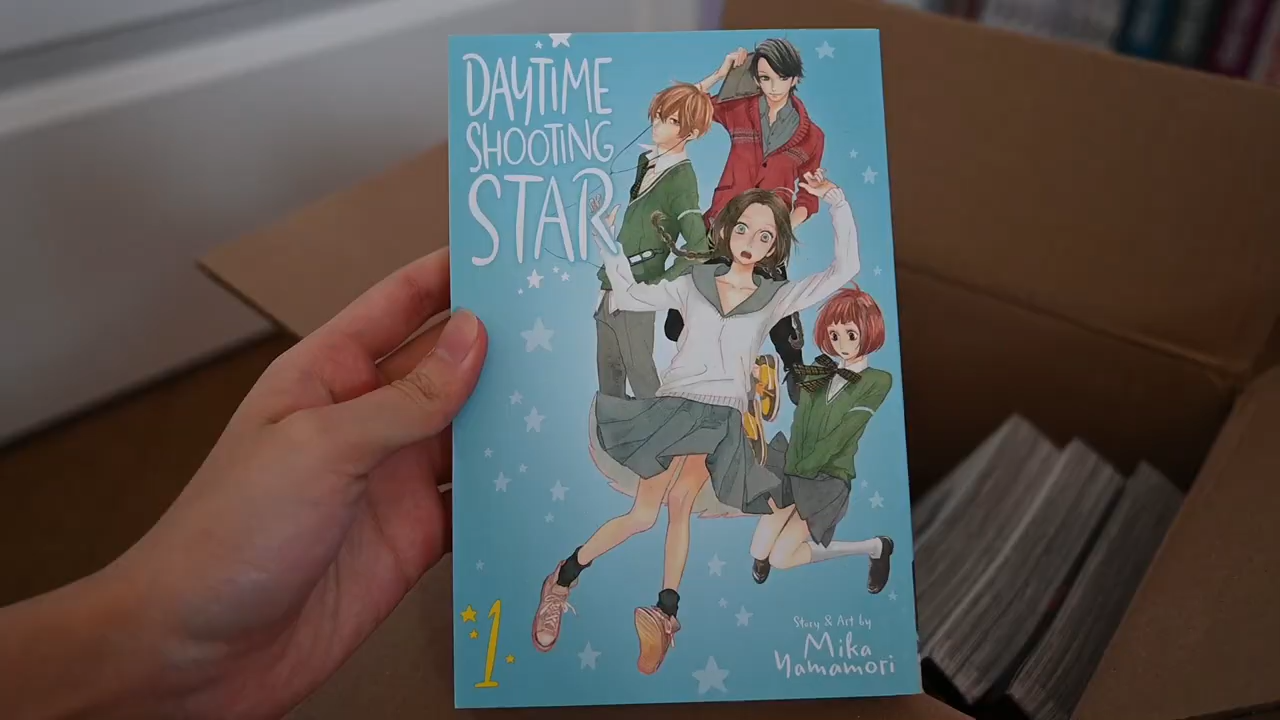 DAYTIME
SHOOTING
STAR
1
Story & Art by
Mika
Yamamori